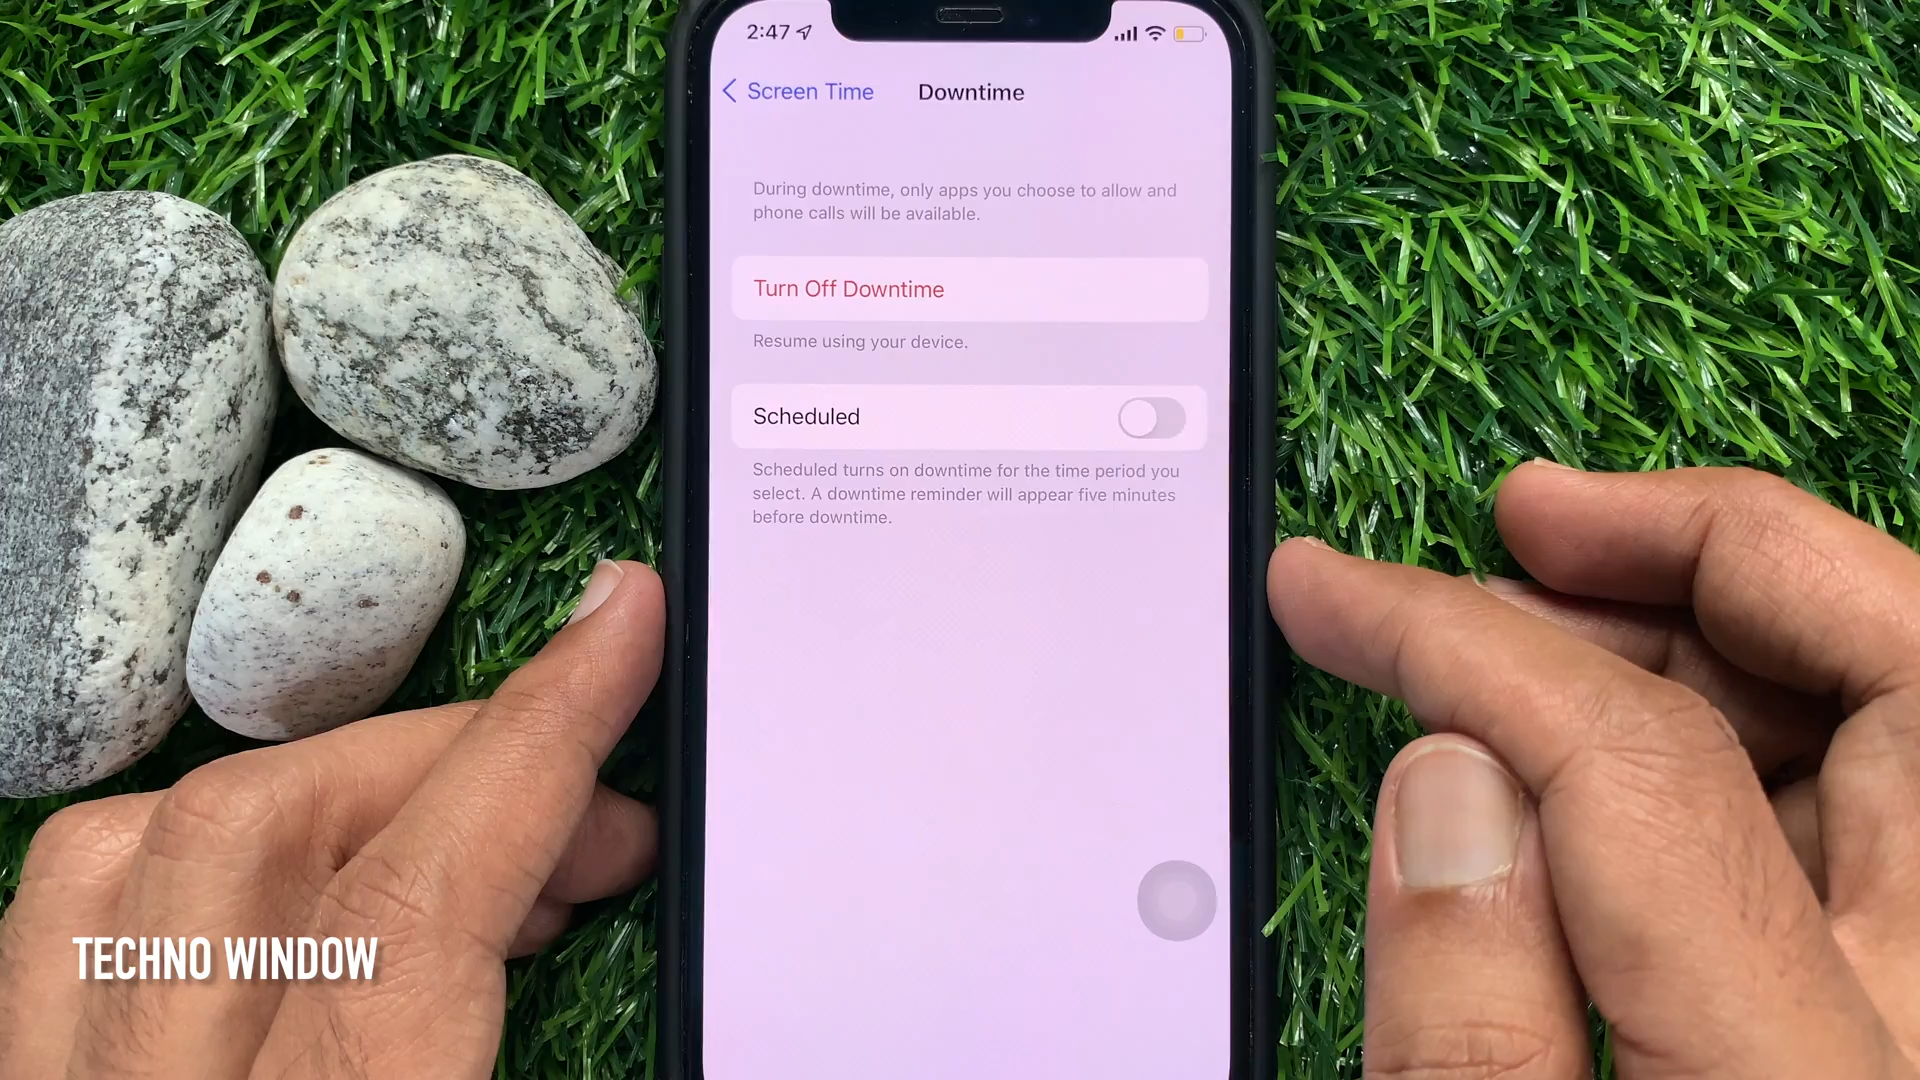 2:47
Screen Time
Downtime
During downtime, only apps you choose to allow and
phone calls will be available.
Turn Off Downtime
Resume using your device.
Scheduled
Scheduled turns on downtime for the time period you
select. A downtime reminder will appear five minutes
before downtime.
TECHNO WINDOW